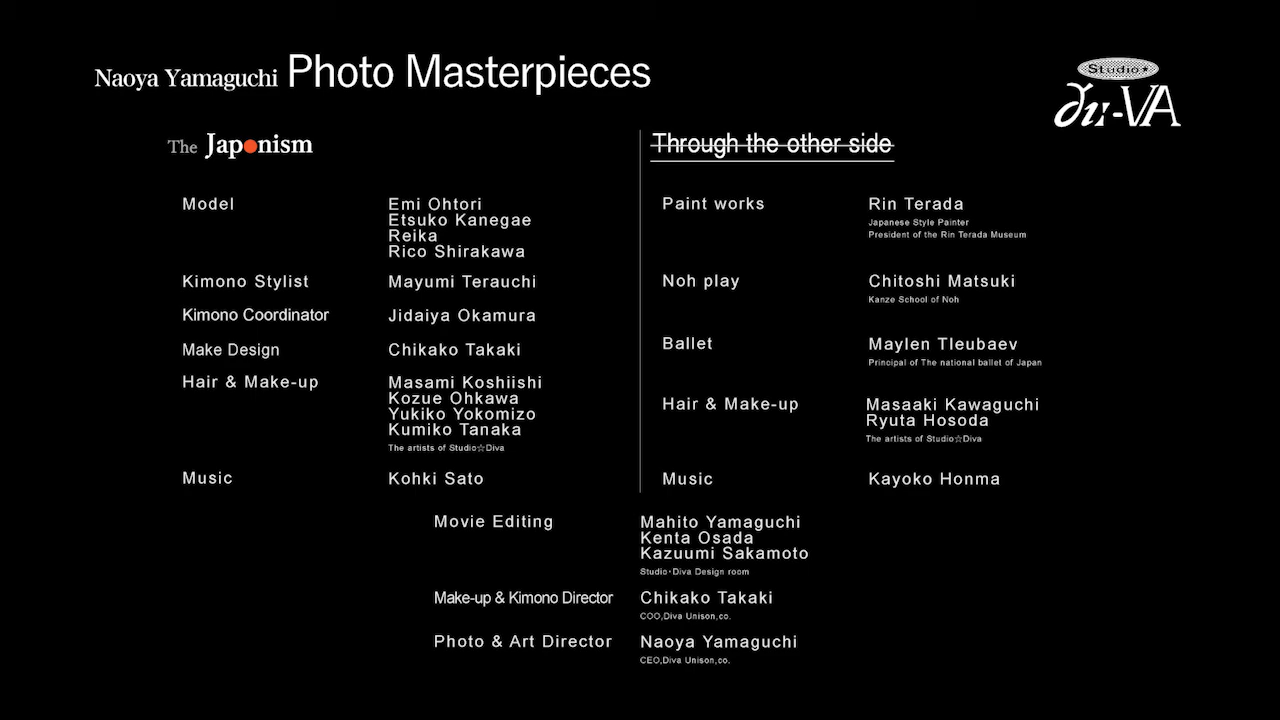 Naoya Yamaguchi Photo Masterpieces
Studio
du-VA
The Japonism
Model Emi Ohtori
Etsuko Kanegae
Reika
Rico Shirakawa
Kimono Stylist Mayumi Terauchi
Kimono Coordinator Jidaiya Okamura
Make Design Chikako Takaki
Hair & Make-up Masami Koshiishi
Kozue Ohkawa
Yukiko Yokomizo
Kumiko Tanaka
The artists of Studio☆Diva
Music Kohki Sato
Through the other side
Paint works Rin Terada
Japanese Style Painter
President of the Rin Terada Museum
Noh play Chitoshi Matsuki
Kanze School of Noh
Ballet Maylen Tleubaev
Principal of The national ballet of Japan
Hair & Make-up Masaaki Kawaguchi
Ryuta Hosoda
The artists of Studio☆Diva
Music Kayoko Honma
Movie Editing Mahito Yamaguchi
Kenta Osada
Kazuumi Sakamoto
Studio・Diva Design room
Make-up & Kimono Director Chikako Takaki
COO,Diva Unison,co.
Photo & Art Director Naoya Yamaguchi
CEO,Diva Unison,co.